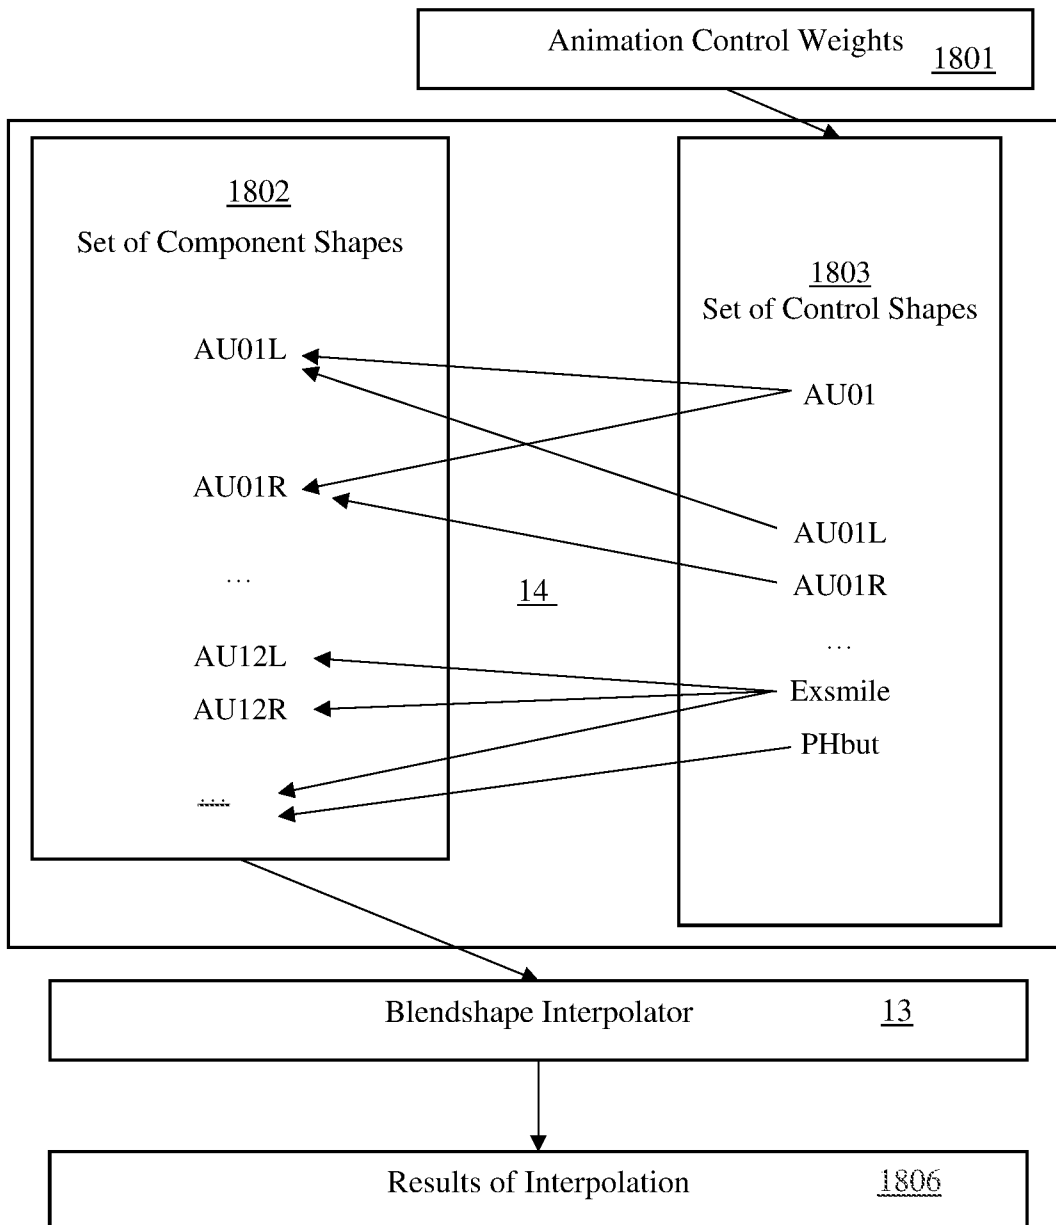 Animation Control Weights 1801
1802
Set of Component Shapes
1803
Set of Control Shapes
AU01L
AU01
AU01R
AU01L
...
14
AU01R
...
AU12L
Exsmile
AU12R
PHbut
...
Blendshape Interpolator 13
Results of Interpolation 1806